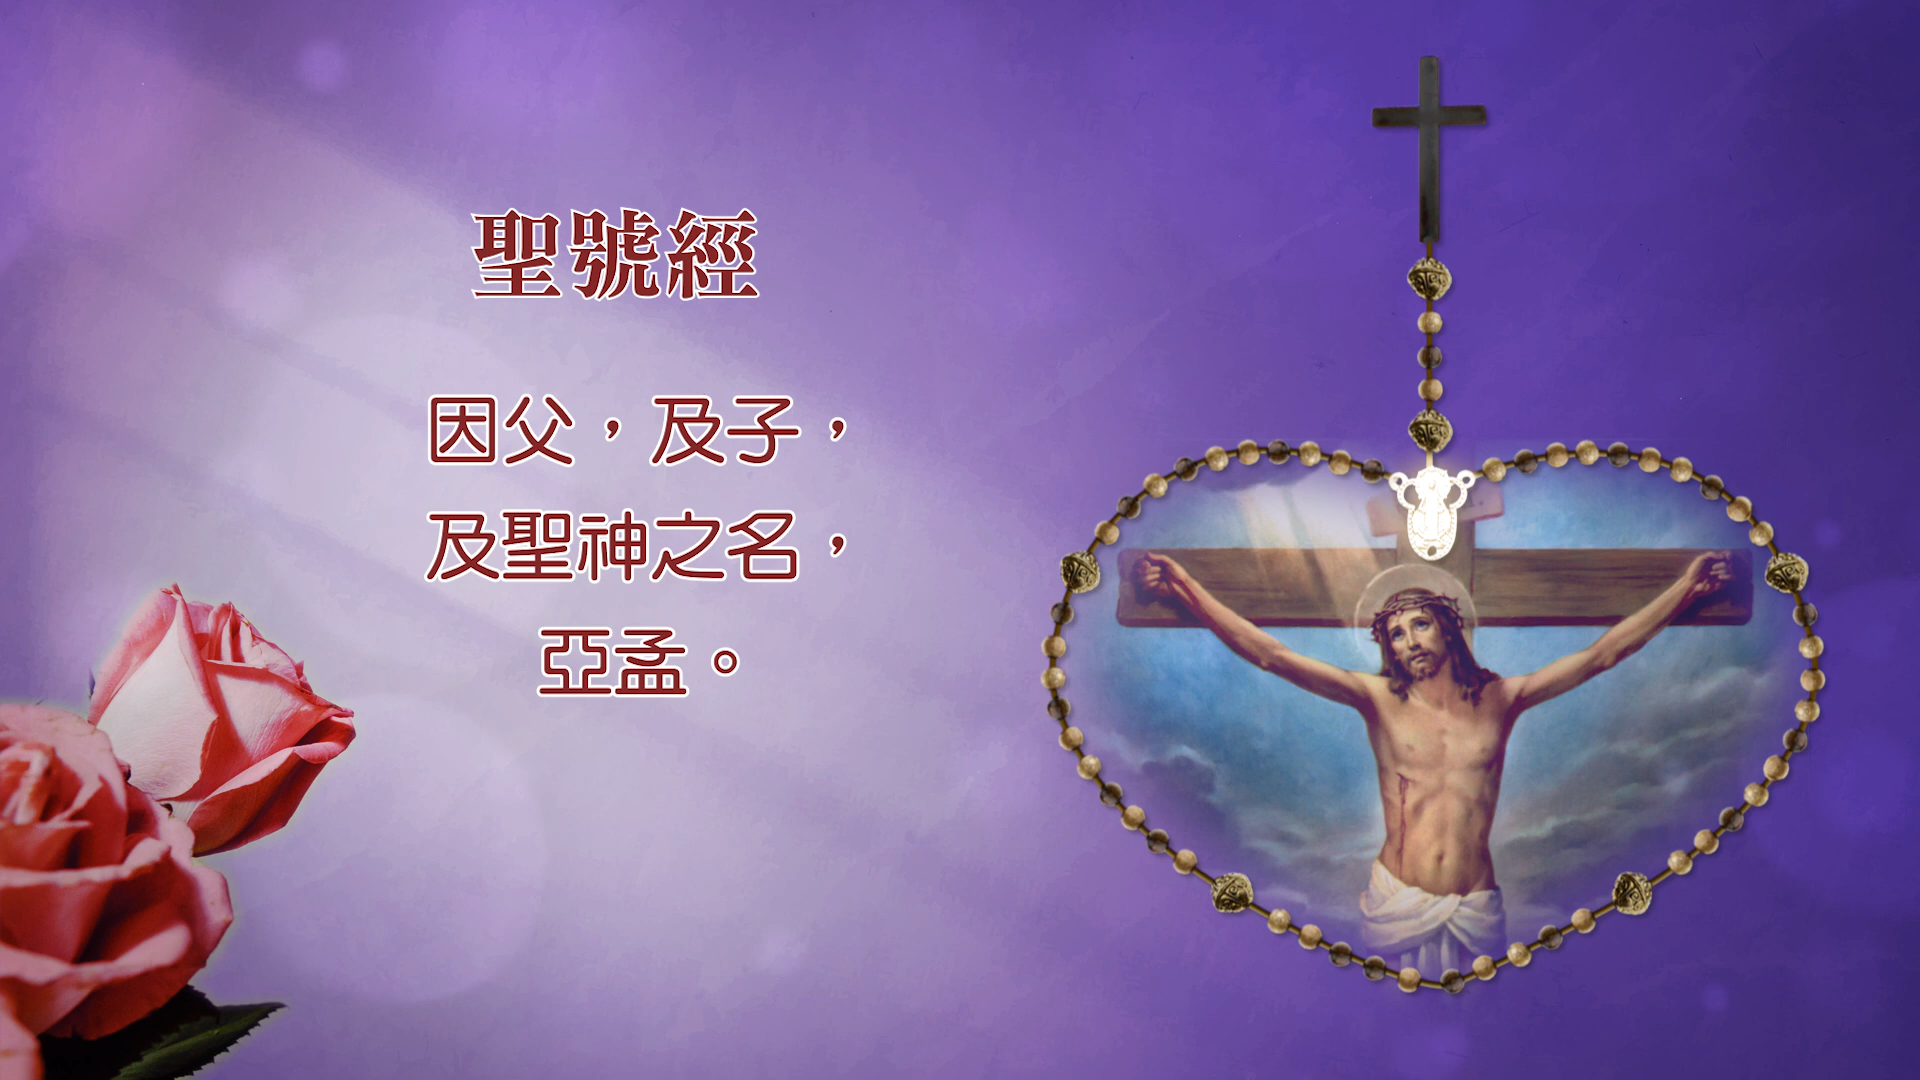 聖號經
因父，及子，
及聖神之名，
亞孟。